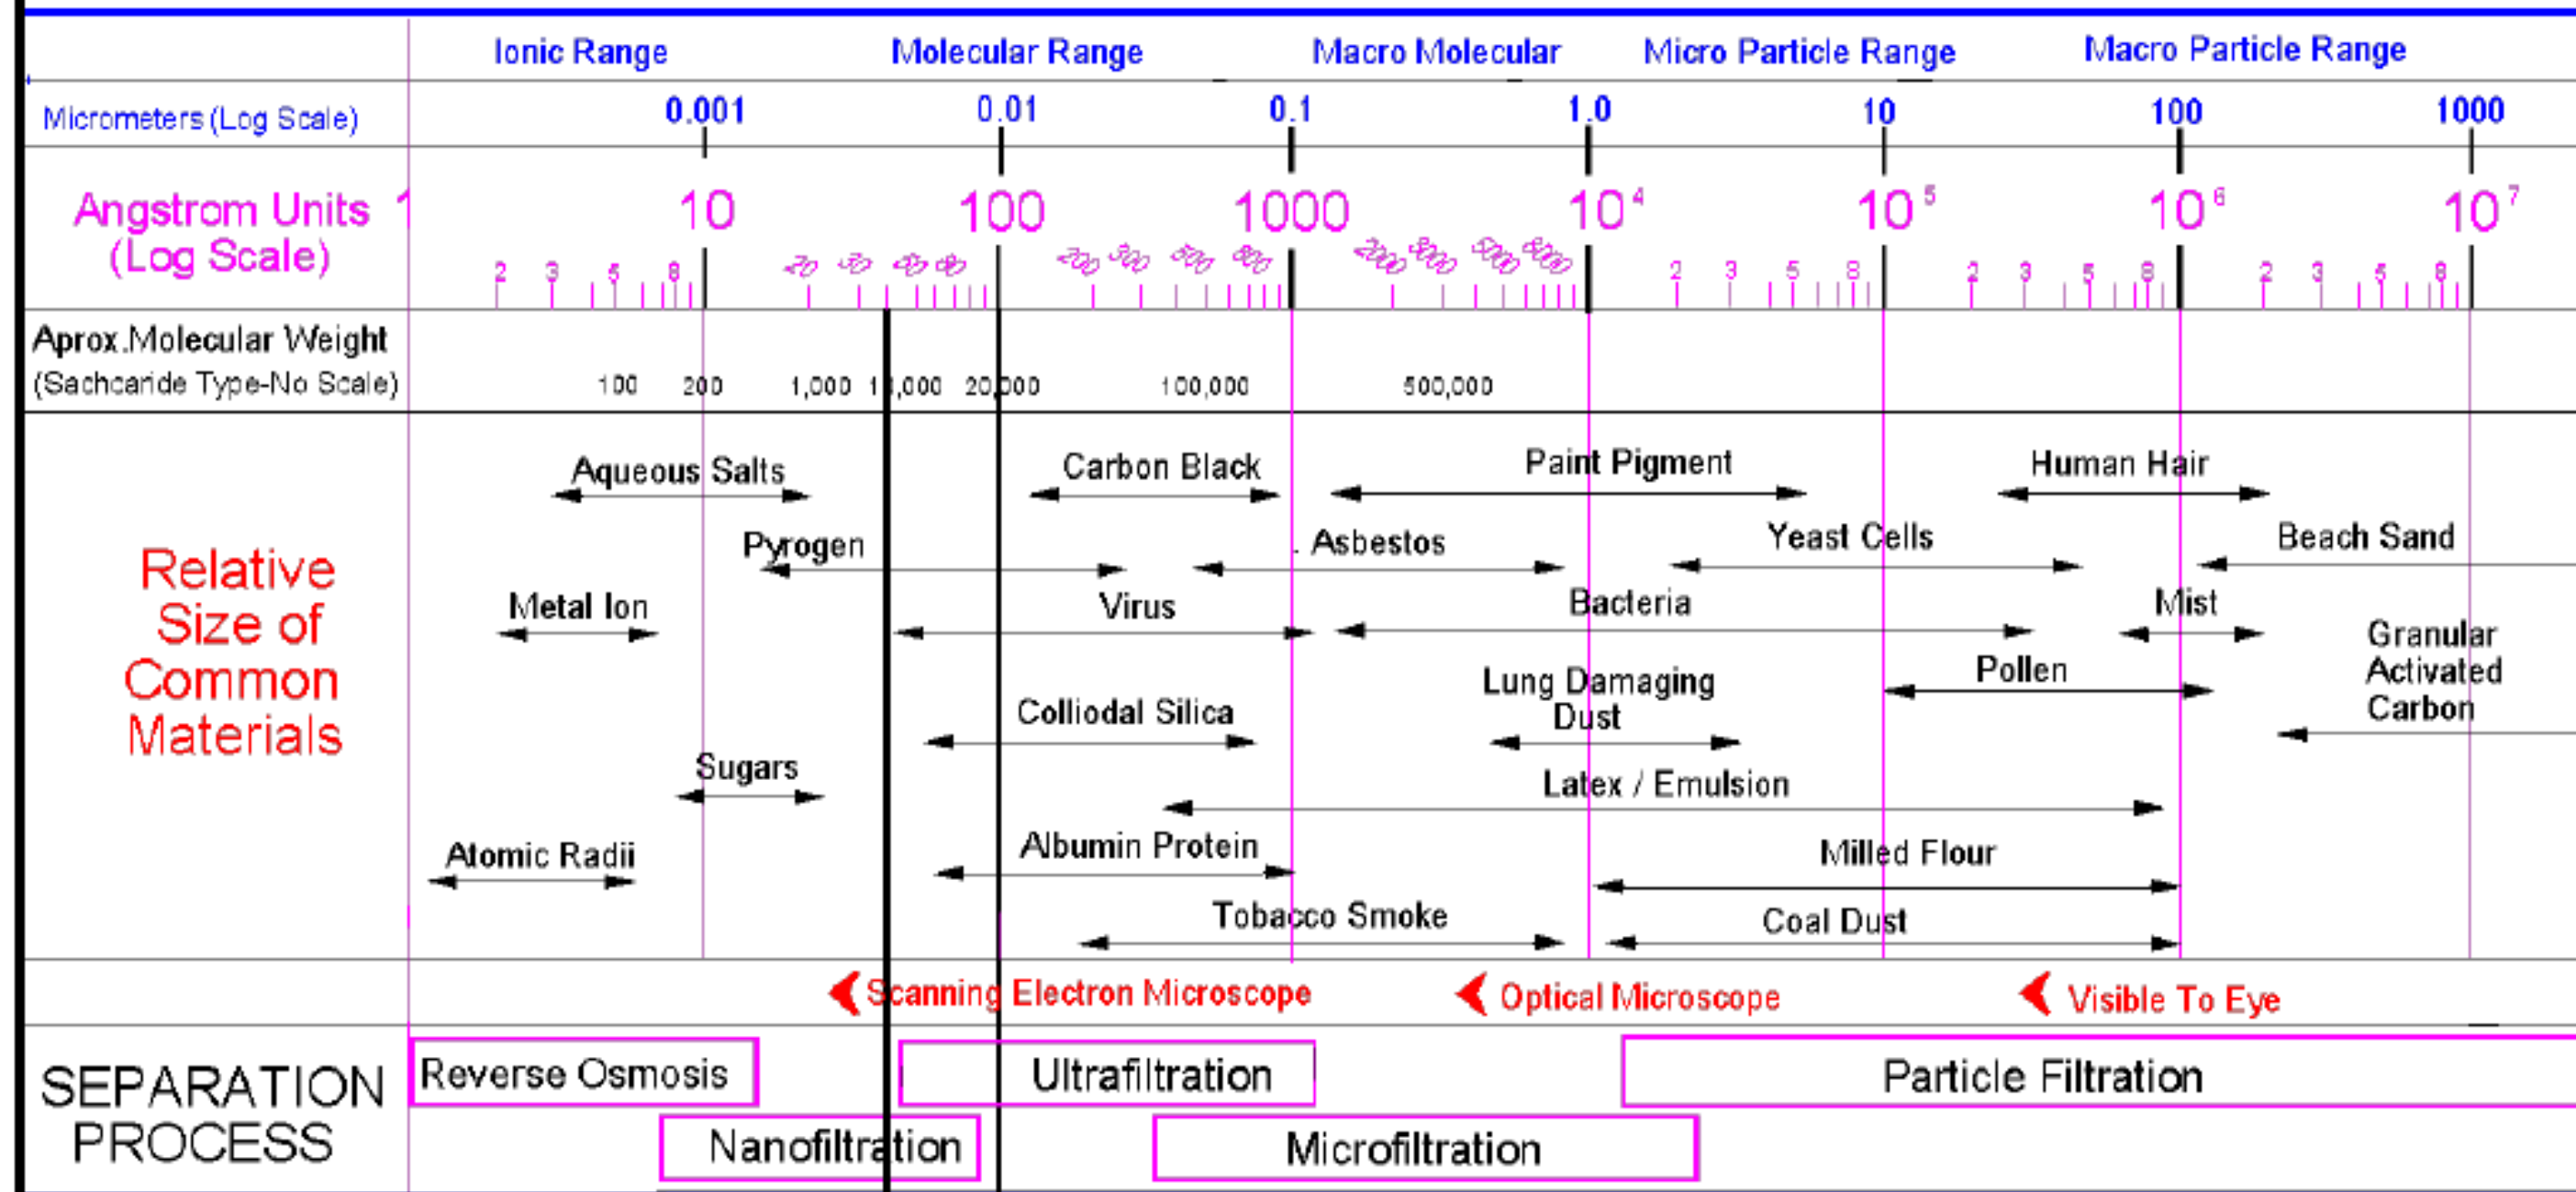 Ionic Range Molecular Range Macro Molecular Micro Particle Range Macro Particle Range
Micrometers (Log Scale) 0.001 0.01 0.1 1.0 10 100 1000
Angstrom Units 1 10 100 1000 10⁴ 10⁵ 10⁶ 10⁷
(Log Scale) 2 3 5 8 20 30 200 300 500 800 2000 3000 5000 8000 2 3 5 8 2 3 5 8 2 3 5 8
Aprox.Molecular Weight
(Sachcaride Type-No Scale) 100 200 1,000 20,000 100,000 500,000
Relative
Size of
Common
Materials
Aqueous Salts Carbon Black Paint Pigment Human Hair
Pyrogen Asbestos Yeast Cells Beach Sand
Metal Ion Virus Bacteria Mist
Granular
Activated
Carbon
Pollen
Colliodal Silica Lung Damaging
Dust
Sugars Latex / Emulsion
Atomic Radii Albumin Protein Milled Flour
Tobacco Smoke Coal Dust
Scanning Electron Microscope Optical Microscope Visible To Eye
SEPARATION
PROCESS
Reverse Osmosis Ultrafiltration Particle Filtration
Nanofiltration Microfiltration